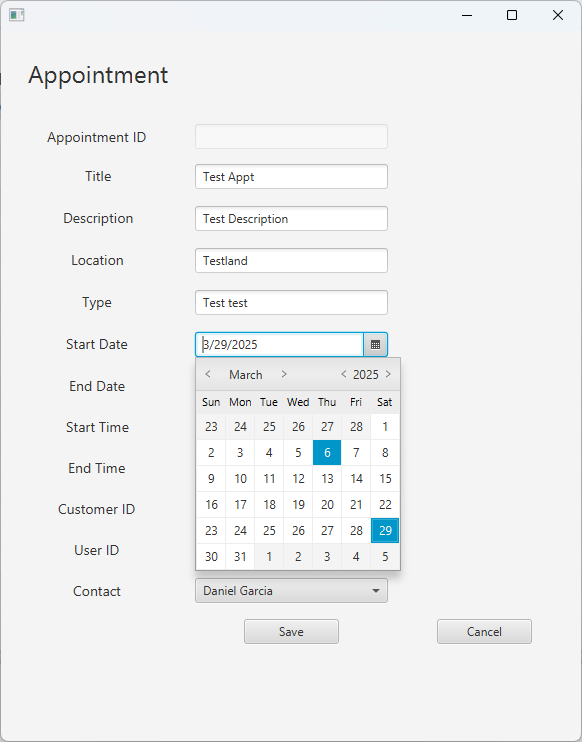 Appointment
Appointment ID
Title Test Appt
Description Test Description
Location Testland
Type Test test
Start Date 3/29/2025
< March > < 2025 >
End Date
Sun Mon Tue Wed Thu Fri Sat
Start Time 23 24 25 26 27 28 1
2 3 4 5 6 7 8
End Time
9 10 11 12 13 14 15
Customer ID 16 17 18 19 20 21 22
23 24 25 26 27 28 29
User ID
30 31 1 2 3 4 5
Contact Daniel Garcia
Save Cancel